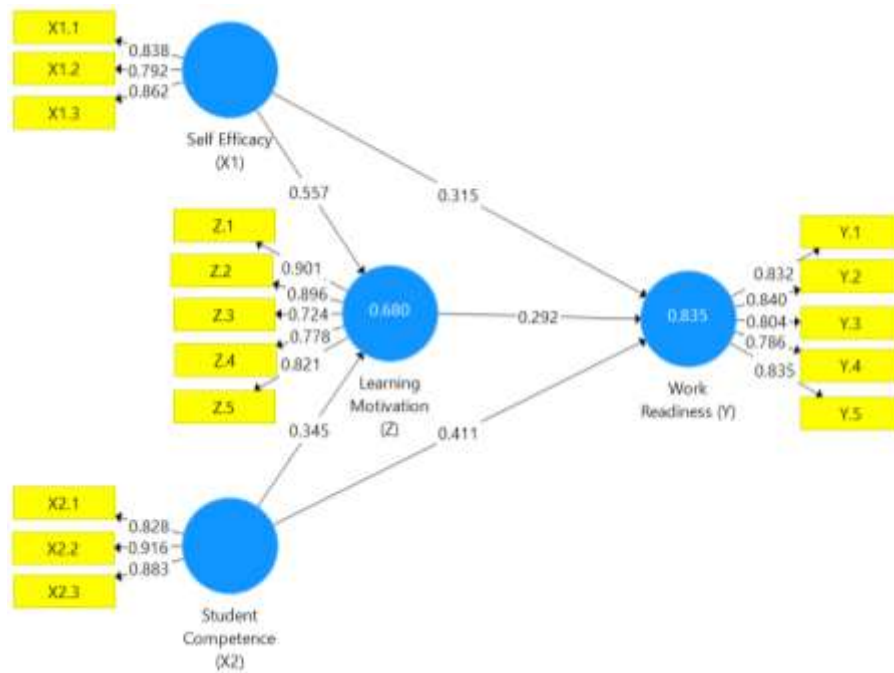 X1.1
X1.2
X1.3
0.838
0.792
0.862
Self Efficacy
(X1)
0.557
0.315
Z.1
Z.2
Z.3
Z.4
Z.5
0.901
0.896
0.724
0.778
0.821
0.680
Learning
Motivation
(Z)
0.292
0.835
Work
Readiness (Y)
0.832
0.840
0.804
0.786
0.835
Y.1
Y.2
Y.3
Y.4
Y.5
0.345
0.411
X2.1
X2.2
X2.3
0.828
0.916
0.883
Student
Competence
(X2)